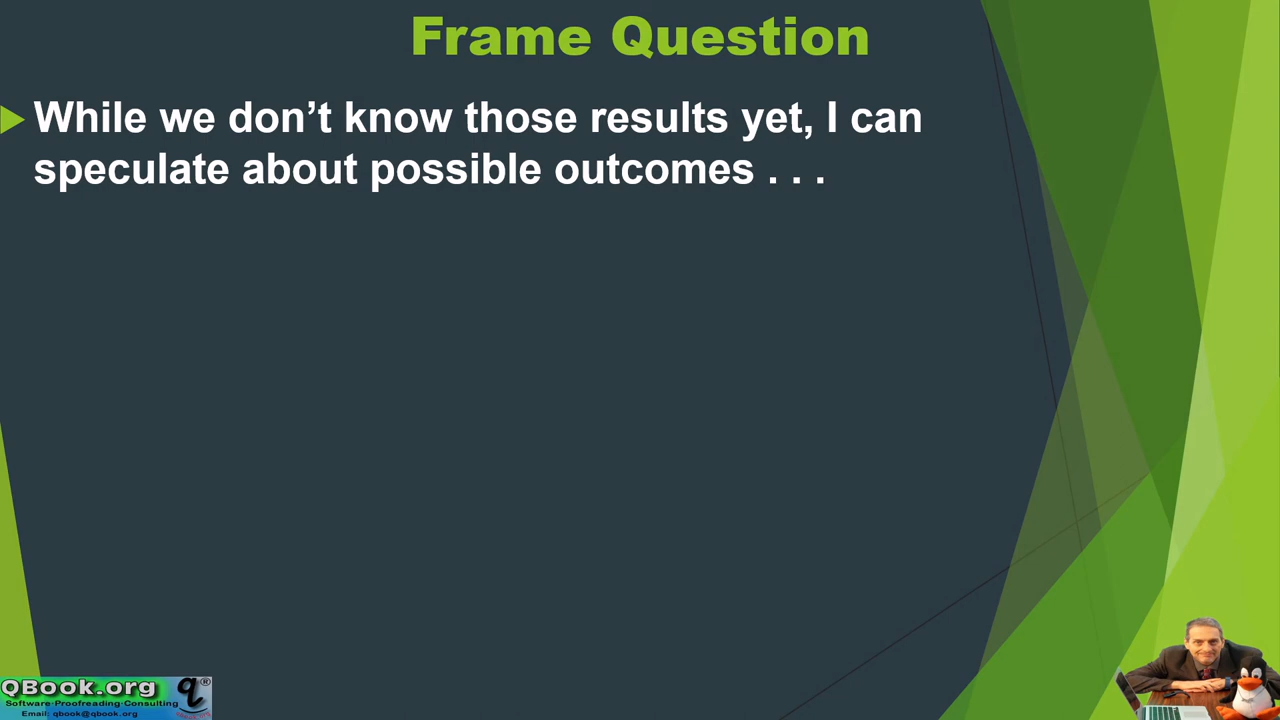 Frame Question
While we don’t know those results yet, I can
speculate about possible outcomes . . .
QBook.org q®
Software·Proofreading·Consulting
Email: qbook@qbook.org